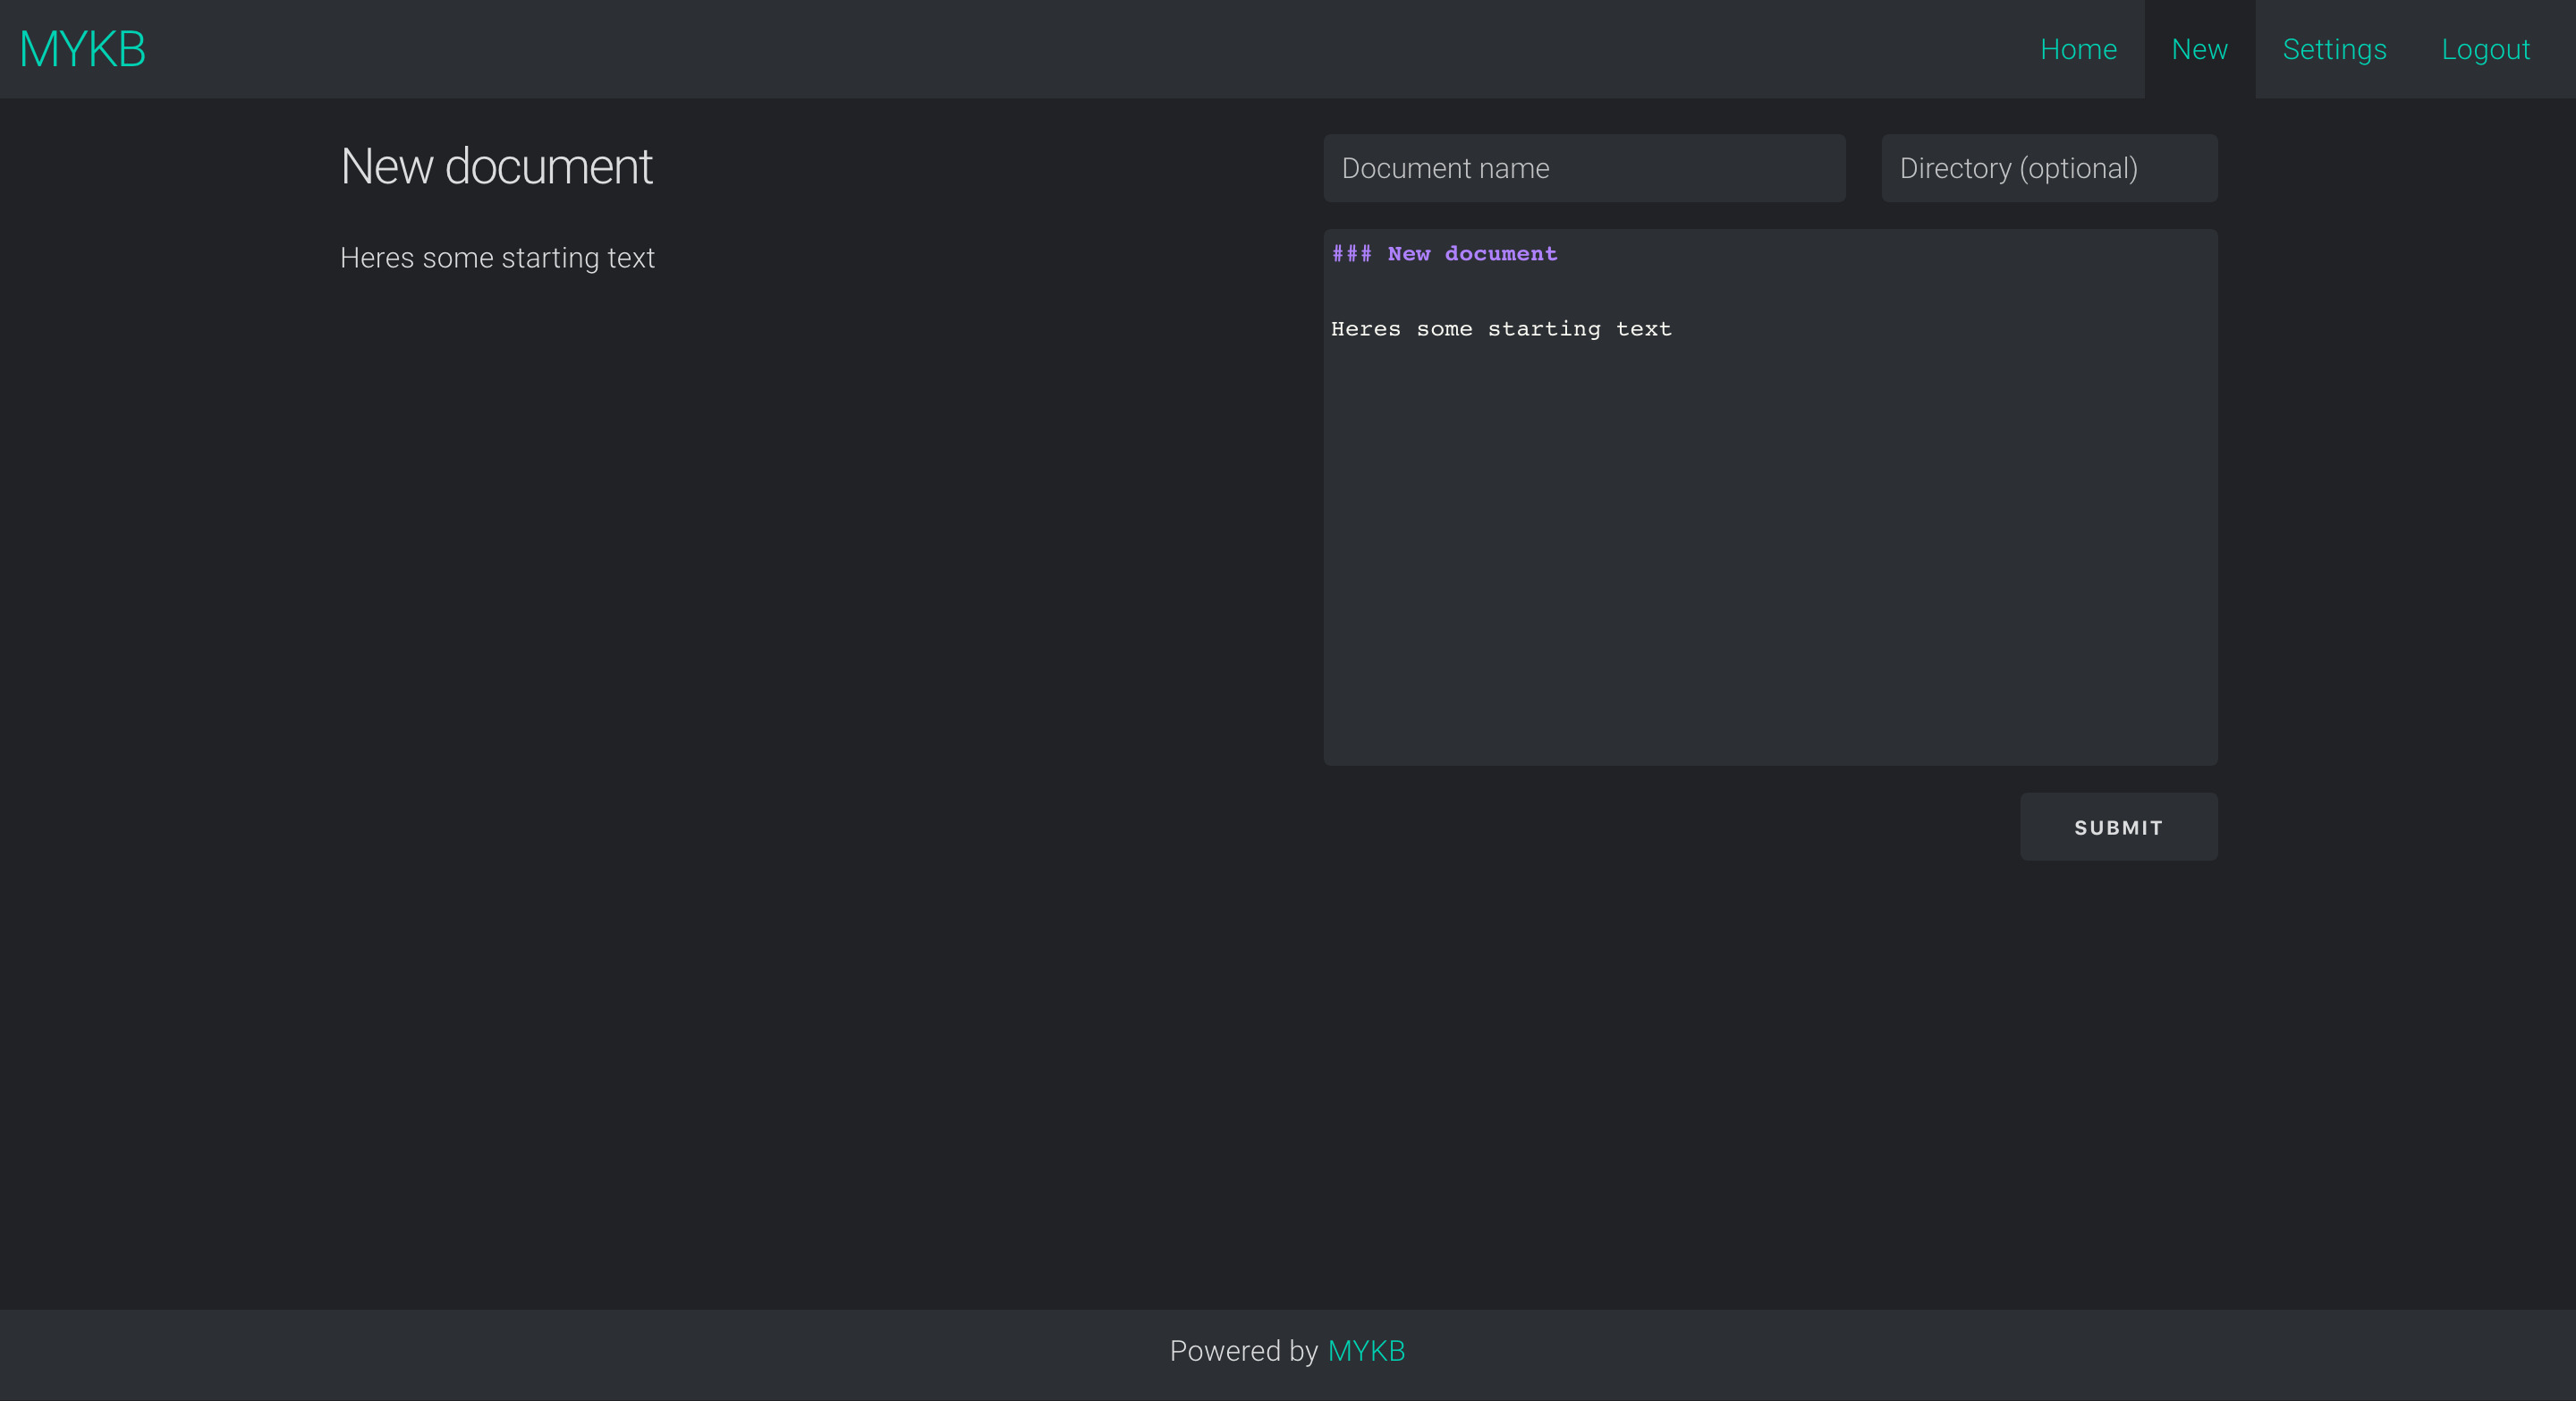 MYKB
Home New Settings Logout
New document
Heres some starting text
Document name
Directory (optional)
### New document
Heres some starting text
SUBMIT
Powered by MYKB